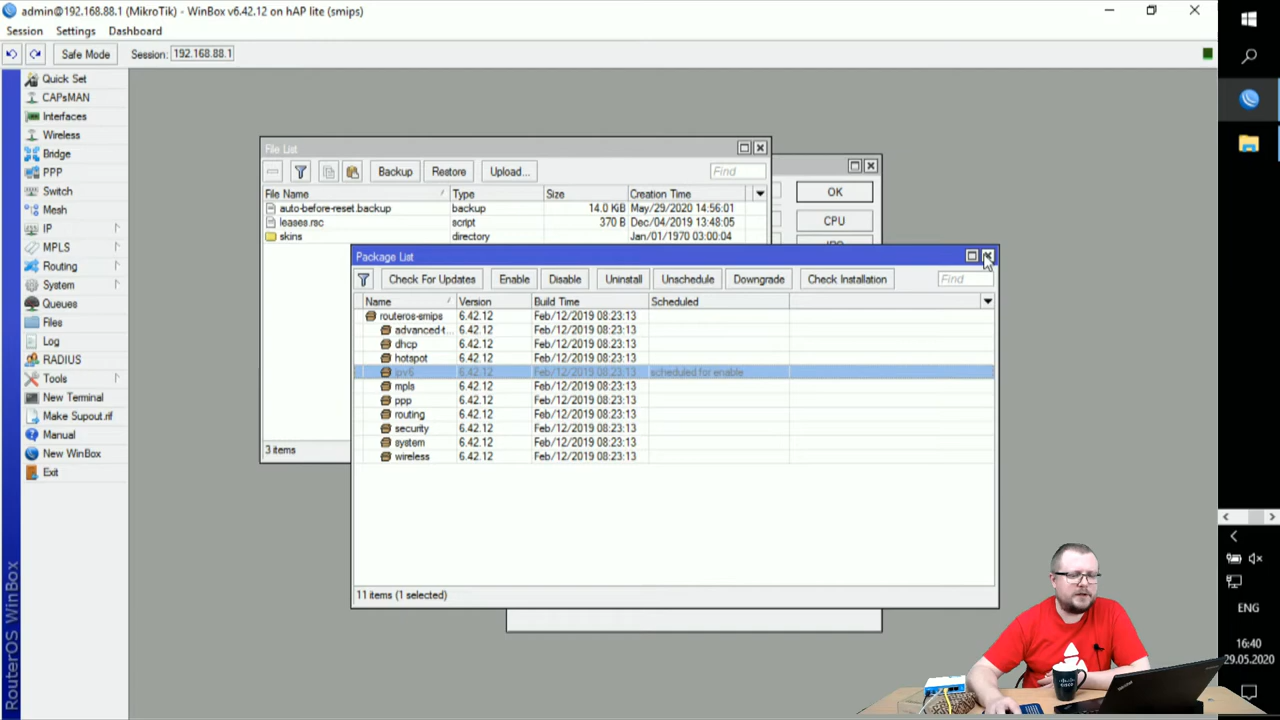 admin@192.168.88.1 (MikroTik) - WinBox v6.42.12 on hAP lite (smips)
Session Settings Dashboard
Safe Mode Session: 192.168.88.1
Quick Set
CAPsMAN
Interfaces
Wireless
Bridge
PPP
Switch
Mesh
IP
MPLS
Routing
System
Queues
Files
Log
RADIUS
Tools
New Terminal
Make Supout.rif
Manual
New WinBox
Exit
RouterOS WinBox
File List
Backup Restore Upload... Find
File Name Type Size Creation Time
auto-before-reset.backup backup 14.0 KiB May/29/2020 14:56:01
leases.rsc script 370 B Dec/04/2019 13:48:05
skins directory Jan/01/1970 03:00:04
3 items
OK
CPU
Package List
Check For Updates Enable Disable Uninstall Unschedule Downgrade Check Installation Find
Name Version Build Time Scheduled
routeros-smips 6.42.12 Feb/12/2019 08:23:13
advanced-t... 6.42.12 Feb/12/2019 08:23:13
dhcp 6.42.12 Feb/12/2019 08:23:13
hotspot 6.42.12 Feb/12/2019 08:23:13
ipv6 6.42.12 Feb/12/2019 08:23:13 scheduled for enable
mpls 6.42.12 Feb/12/2019 08:23:13
ppp 6.42.12 Feb/12/2019 08:23:13
routing 6.42.12 Feb/12/2019 08:23:13
security 6.42.12 Feb/12/2019 08:23:13
system 6.42.12 Feb/12/2019 08:23:13
wireless 6.42.12 Feb/12/2019 08:23:13
11 items (1 selected)
ENG
16:40
29.05.2020